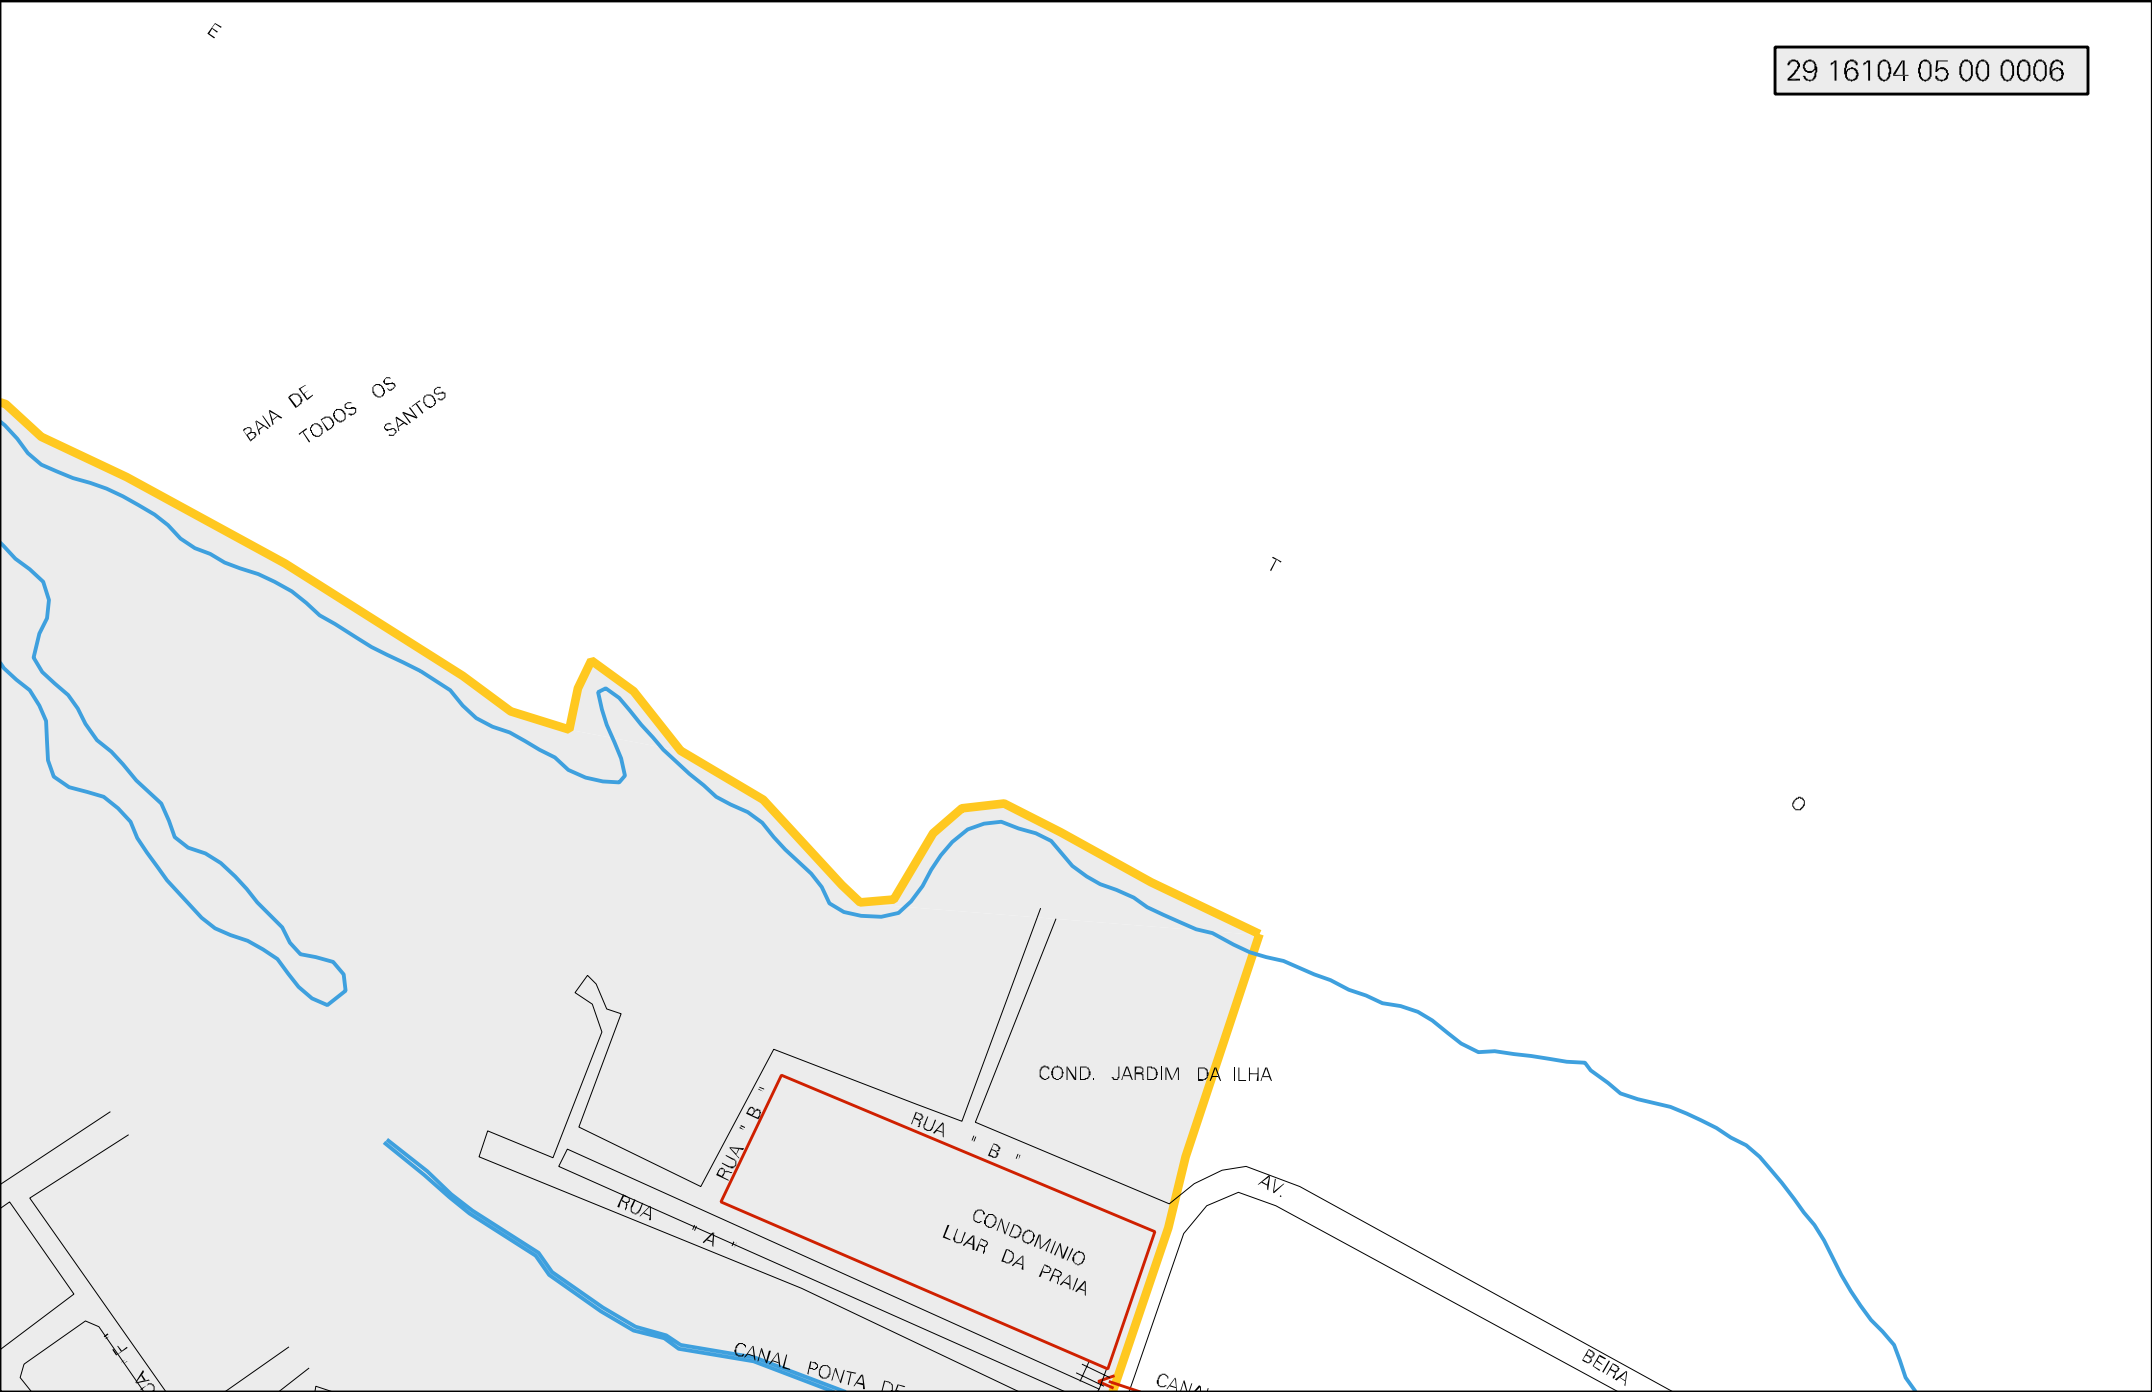 E
29 16104 05 00 0006
BAIA DE
TODOS OS
SANTOS
T
O
COND. JARDIM DA ILHA
RUA "B"
RUA "B"
AV.
BEIRA
RUA "A"
CONDOMINIO
LUAR DA PRAIA
CANAL PONTA DE